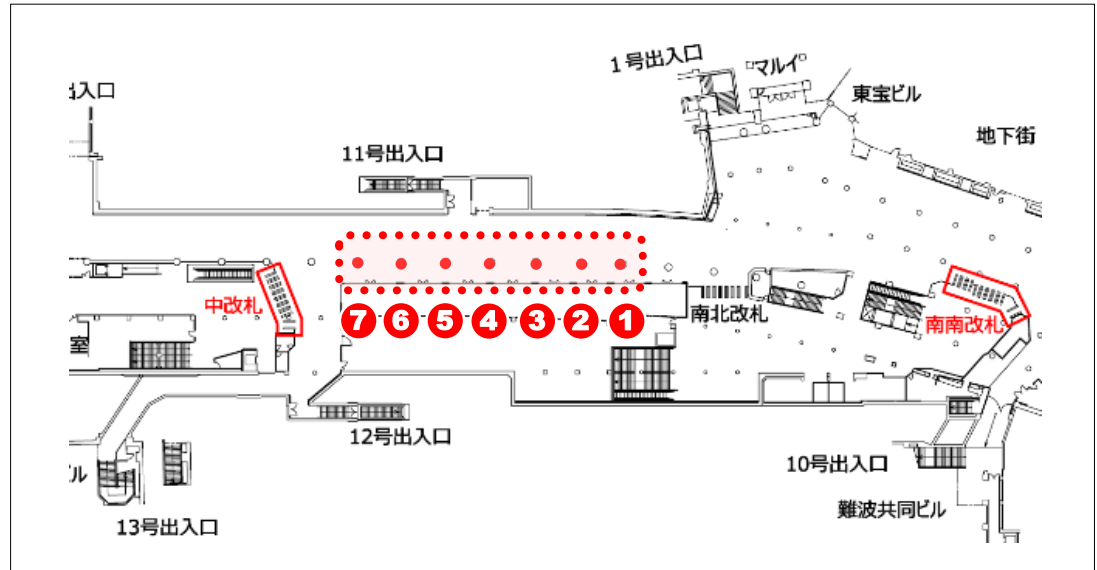 1号出入口
マルイ
東宝ビル
地下街
出入口
11号出入口
中改札
7 6 5 4 3 2 1
南北改札
南南改札
室
12号出入口
10号出入口
ル
13号出入口
難波共同ビル